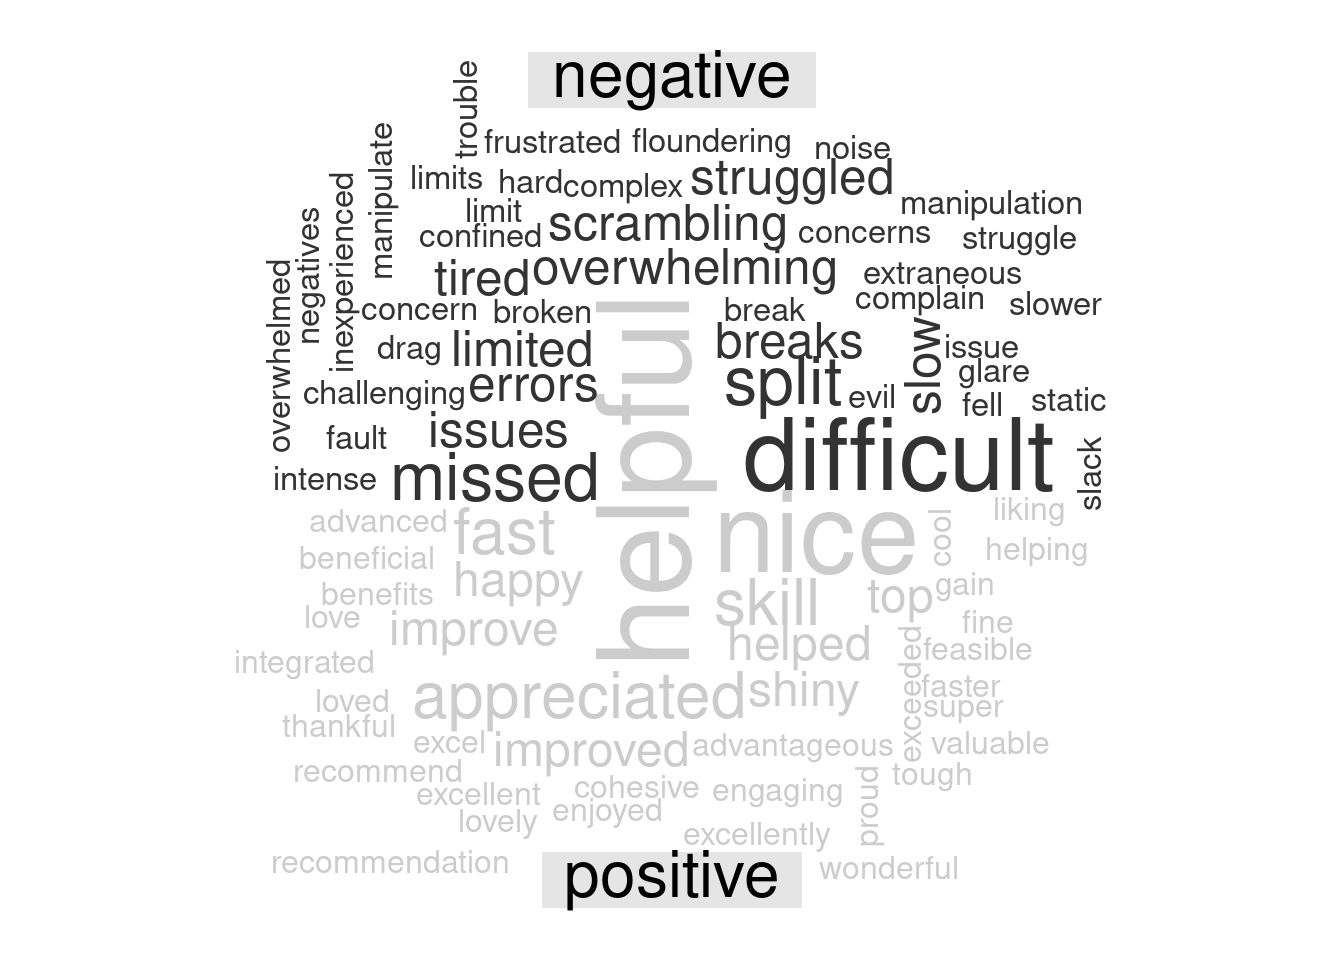 negative
trouble
frustrated floundering noise
manipulate
limits hard complex struggled
inexperienced
limit manipulation
negatives
confined scrambling concerns struggle
overwhelmed
tired overwhelming extraneous
concern broken break complain slower
drag limited breaks slow issue
challenging errors split evil glare
fell static
fault issues difficult
intense missed slack
helpful
advanced fast nice cool liking
beneficial happy helping
benefits skill top gain
love improve fine
integrated helped exceeded feasible
loved appreciated shiny faster
thankful super
excel improved advantageous valuable
recommend cohesive engaging proud tough
excellent enjoyed
lovely excellently
recommendation positive wonderful